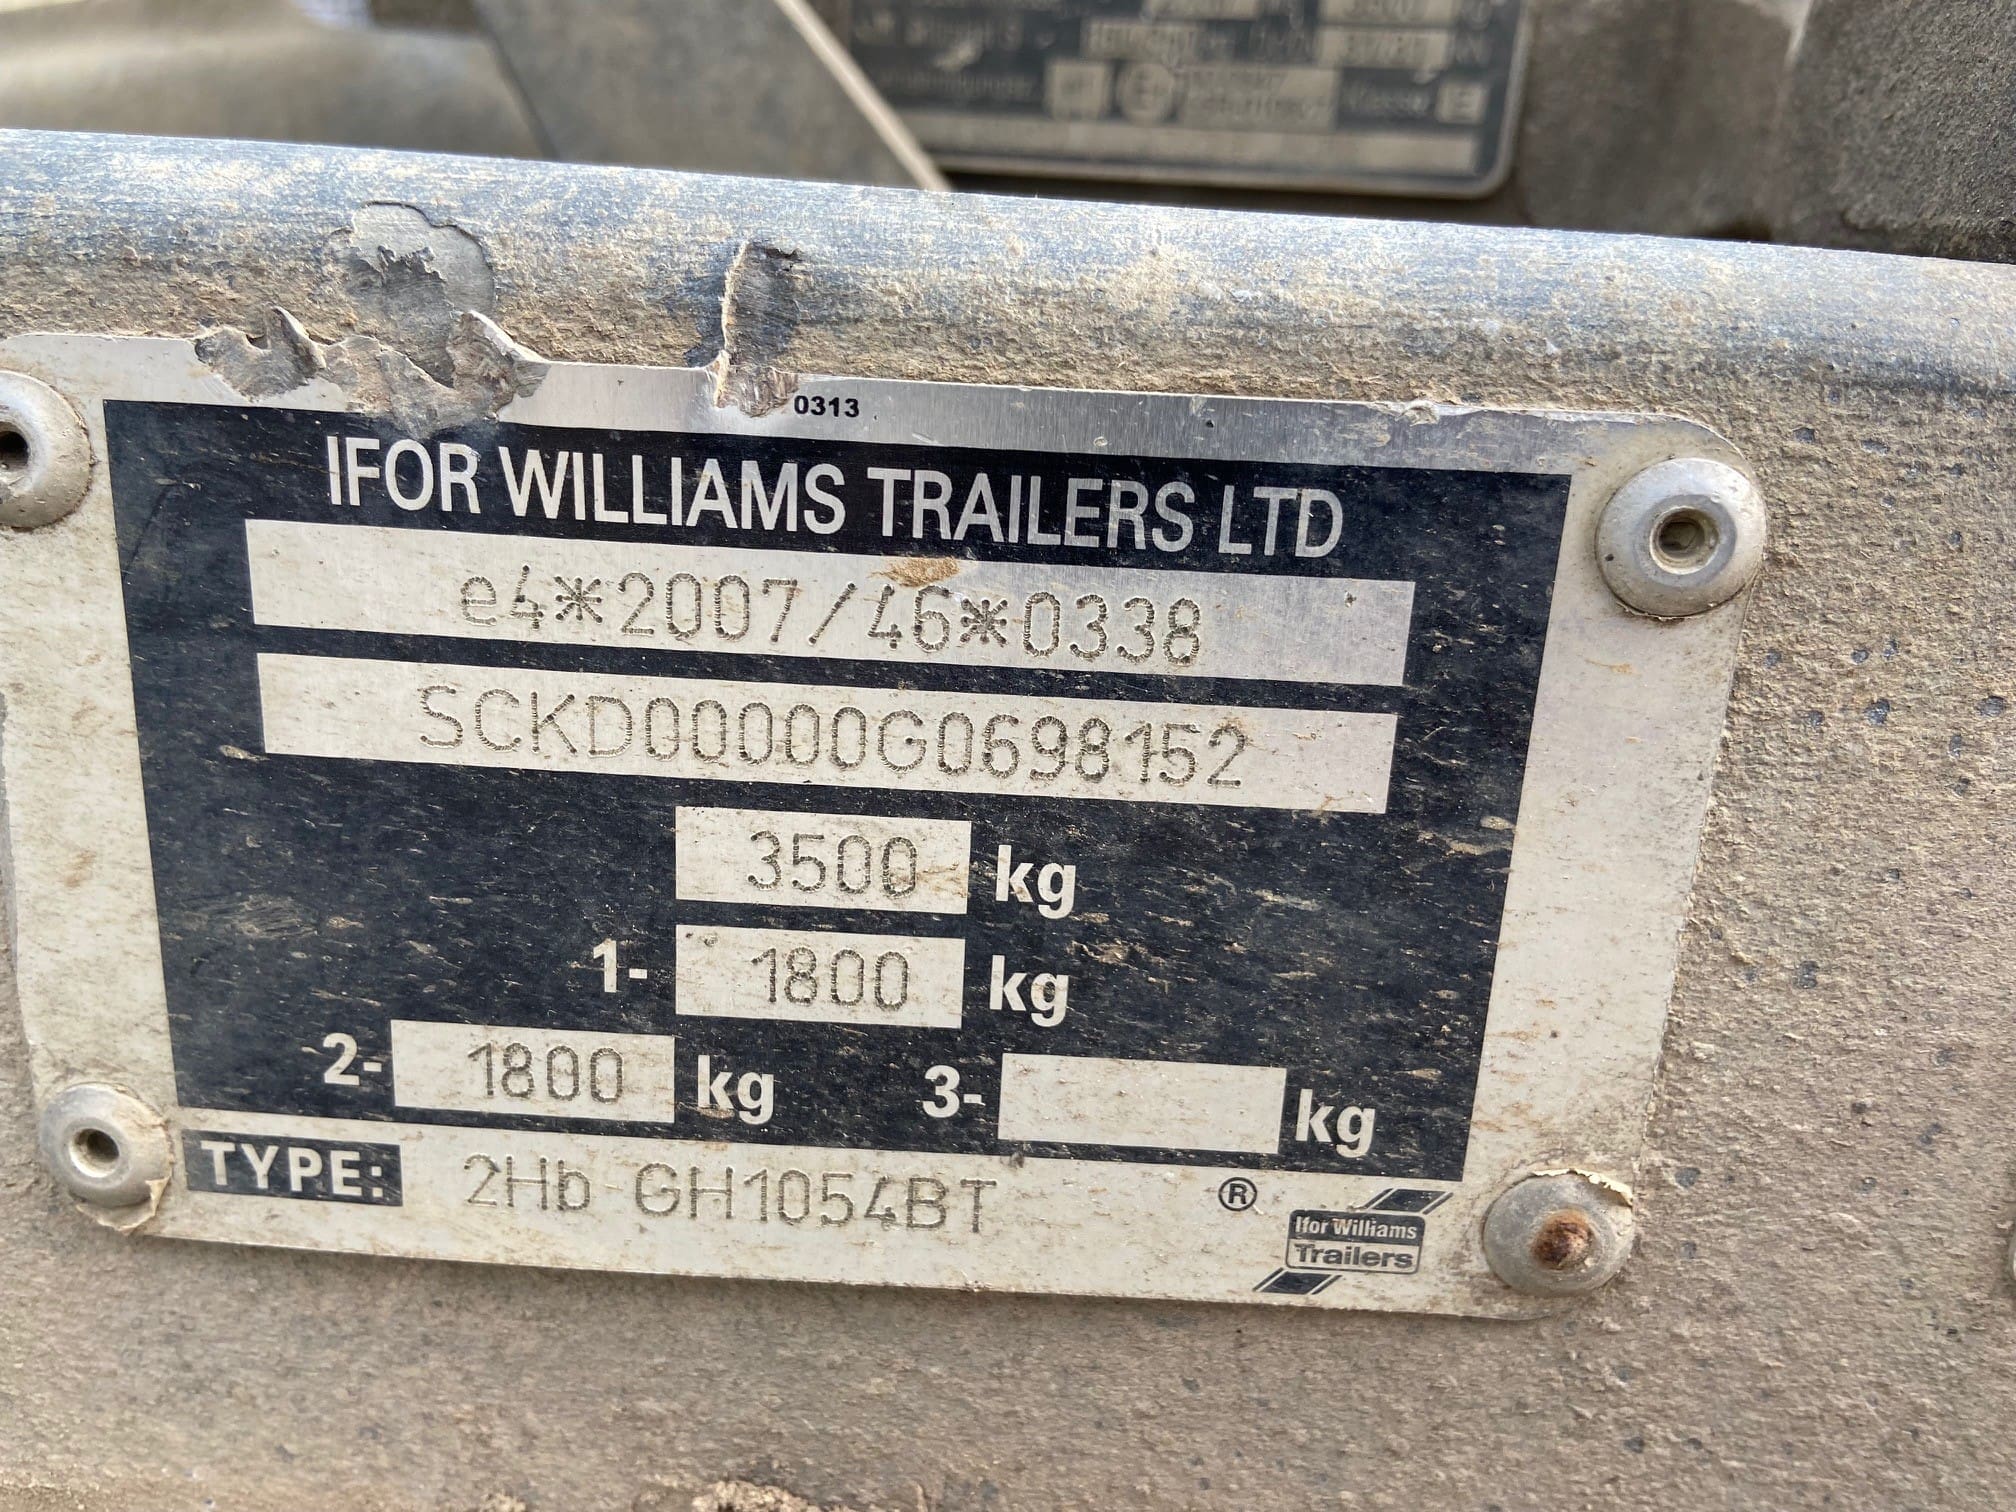 0313
IFOR WILLIAMS TRAILERS LTD
e4*2007/46*0338
SCKD00000G0698152
3500 kg
1- 1800 kg
2- 1800 kg 3- kg
TYPE: 2Hb GH1054BT ®
Ifor Williams
Trailers
Klasse E